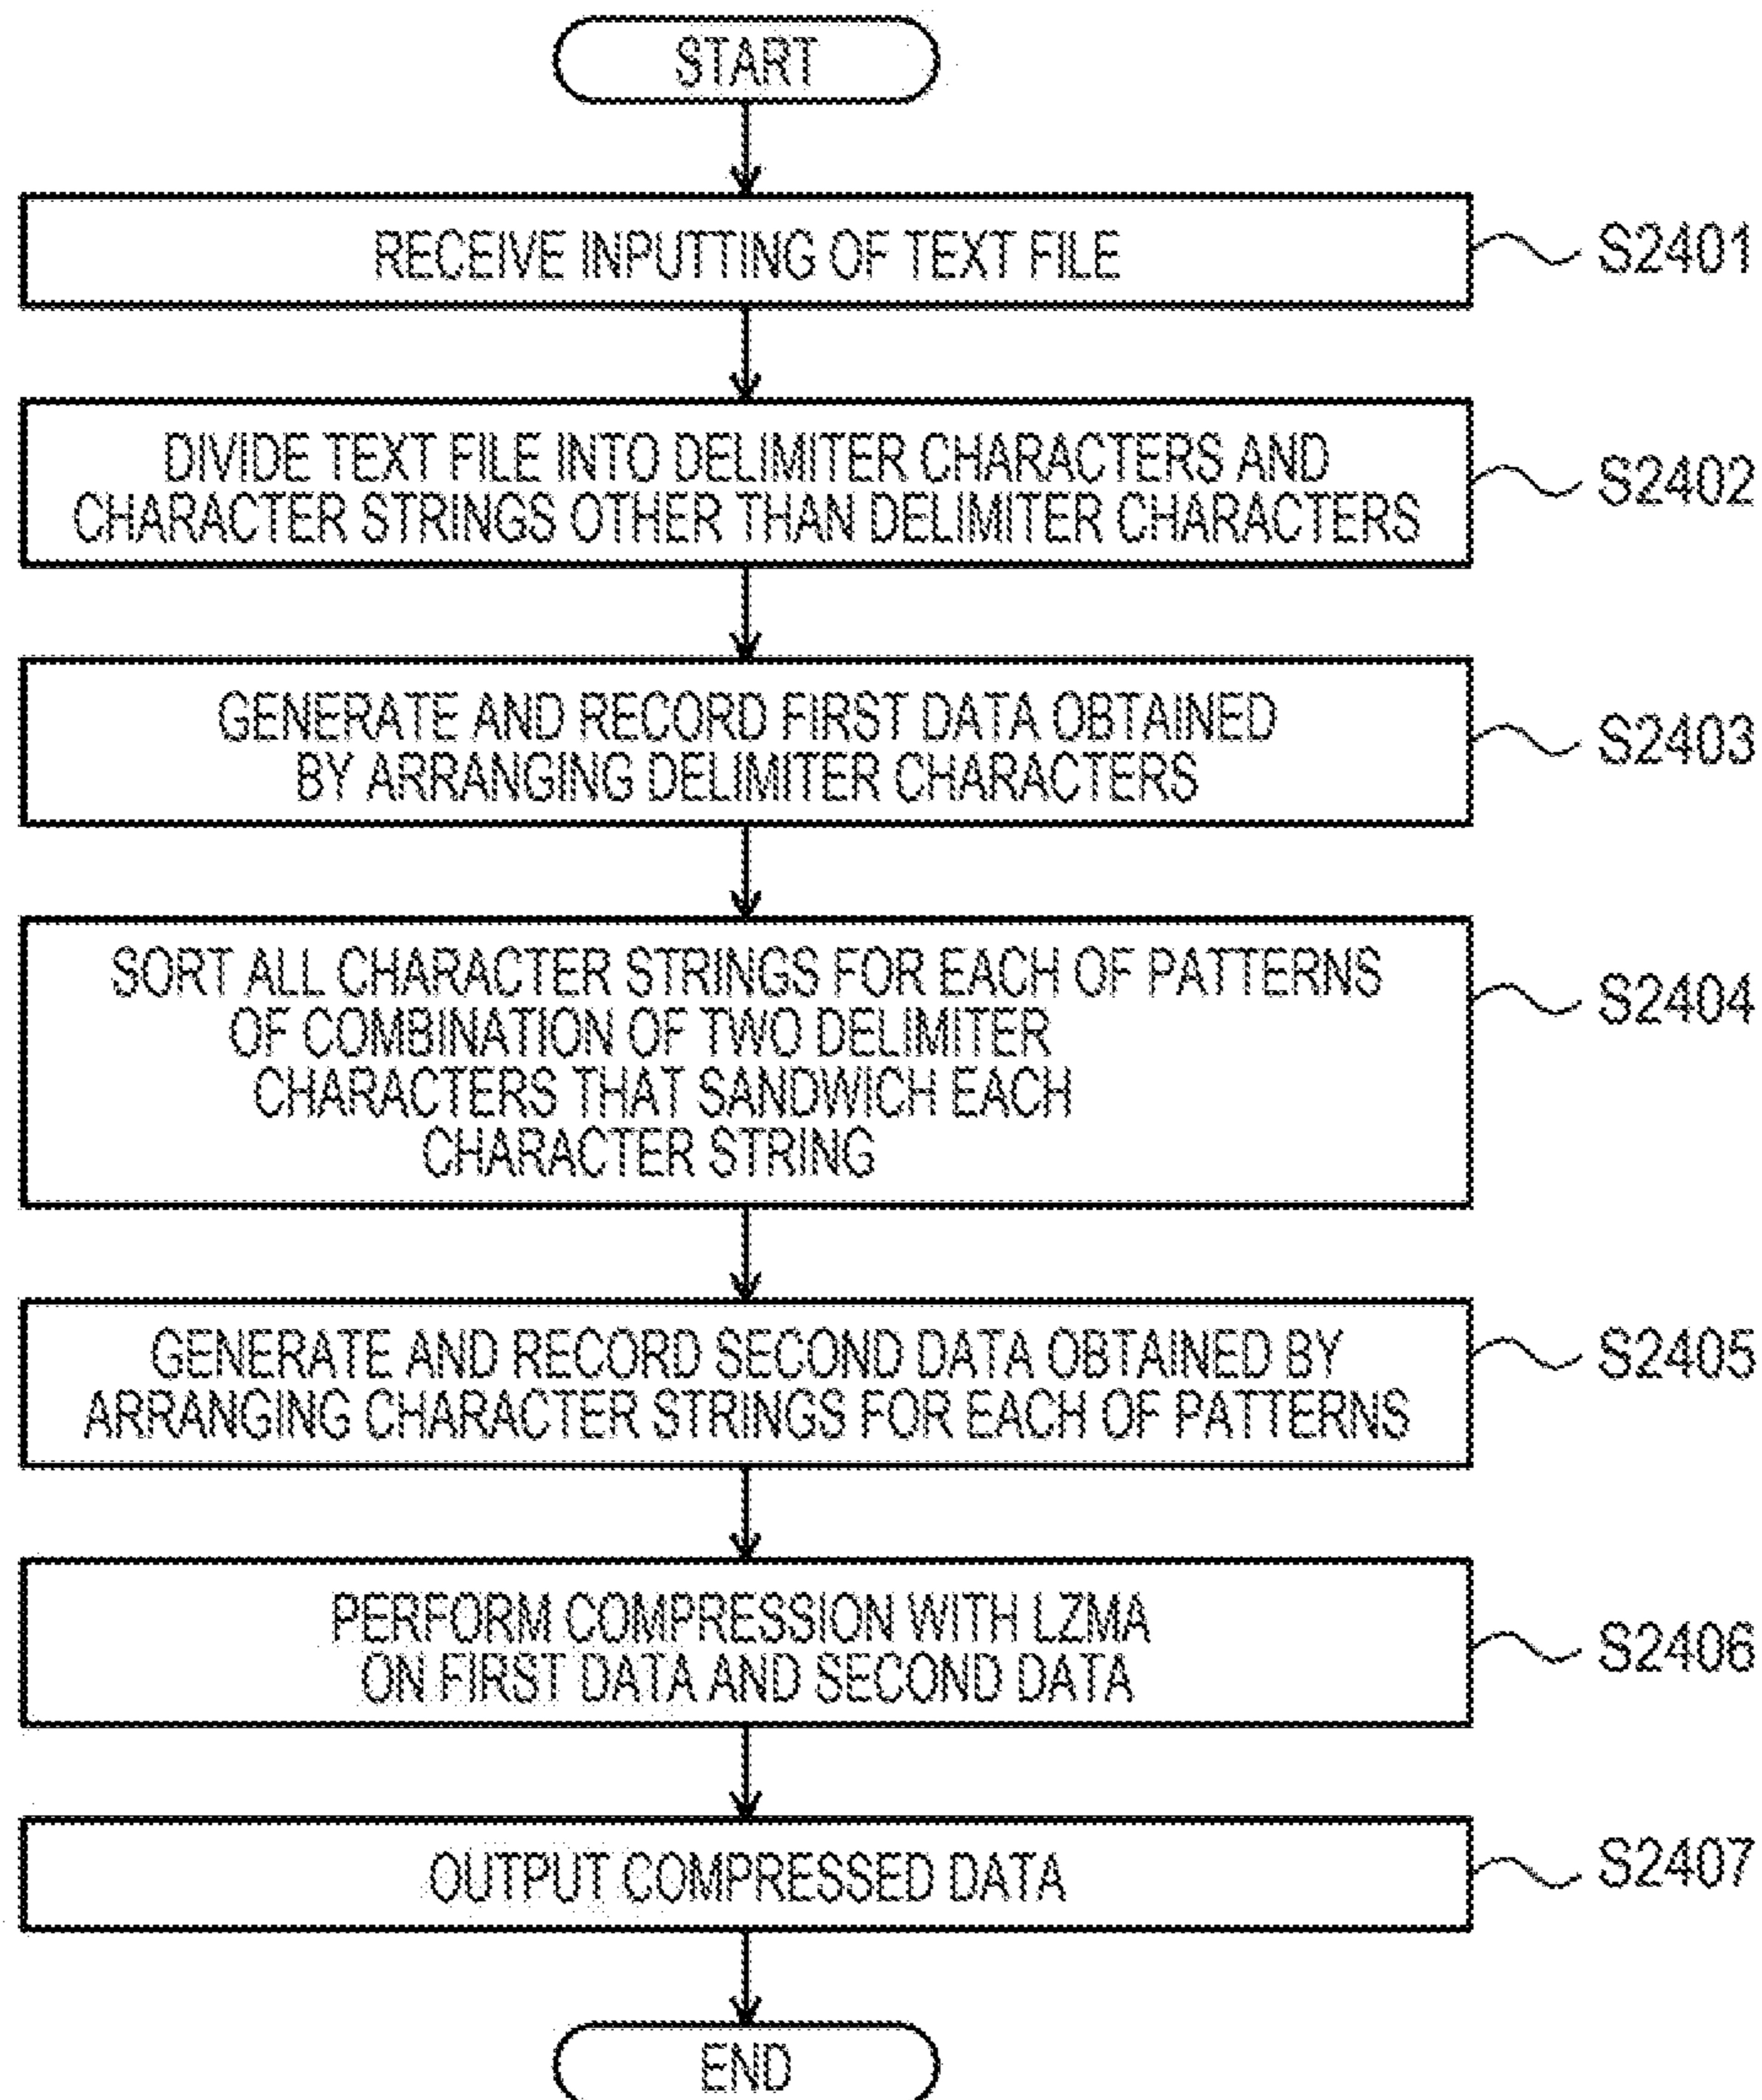 START
RECEIVE INPUTTING OF TEXT FILE
S2401
DIVIDE TEXT FILE INTO DELIMITER CHARACTERS AND
CHARACTER STRINGS OTHER THAN DELIMITER CHARACTERS
S2402
GENERATE AND RECORD FIRST DATA OBTAINED
BY ARRANGING DELIMITER CHARACTERS
S2403
SORT ALL CHARACTER STRINGS FOR EACH OF PATTERNS
OF COMBINATION OF TWO DELIMITER
CHARACTERS THAT SANDWICH EACH
CHARACTER STRING
S2404
GENERATE AND RECORD SECOND DATA OBTAINED BY
ARRANGING CHARACTER STRINGS FOR EACH OF PATTERNS
S2405
PERFORM COMPRESSION WITH LZMA
ON FIRST DATA AND SECOND DATA
S2406
OUTPUT COMPRESSED DATA
S2407
END